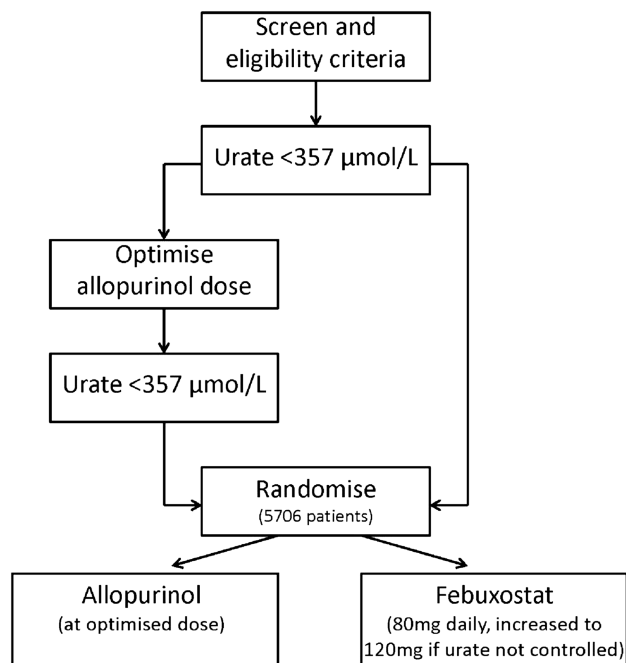 Screen and
eligibility criteria
Urate <357 µmol/L
Optimise
allopurinol dose
Urate <357 µmol/L
Randomise
(5706 patients)
Allopurinol
(at optimised dose)
Febuxostat
(80mg daily, increased to
120mg if urate not controlled)